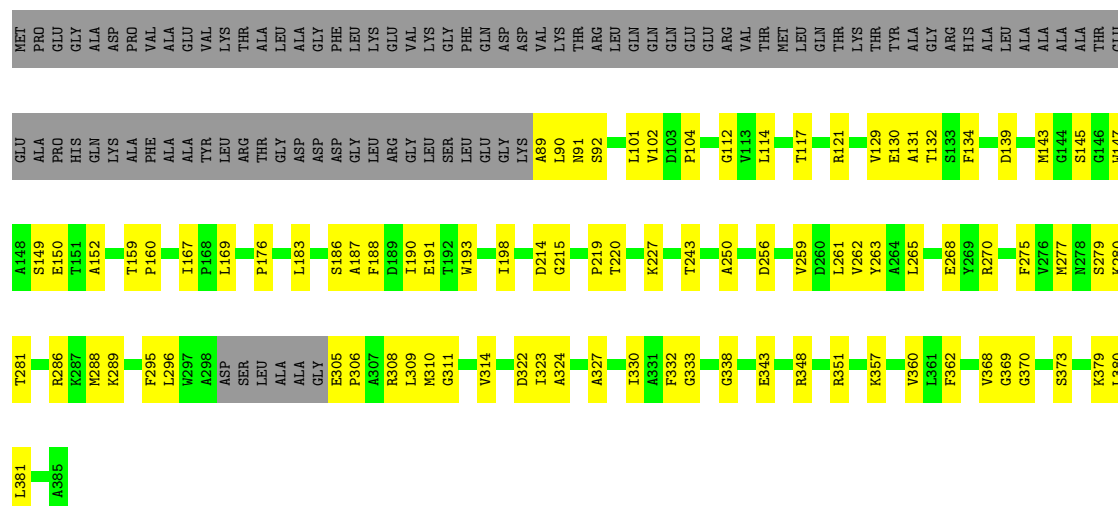 MET PRO GLU GLY ALA ASP PRO VAL ALA GLU VAL LYS THR ALA LEU ALA GLY PHE LEU LYS GLU VAL LYS GLY PHE GLN ASP ASP VAL LYS THR ARG LEU GLN GLN GLN GLU GLU ARG VAL THR MET LEU GLN THR LYS THR TYR ALA GLY ARG HIS ALA LEU ALA ALA ALA ALA THR GLU
GLU ALA PRO HIS GLN LYS ALA PHE ALA ALA TYR LEU ARG THR GLY ASP ASP ASP GLY LEU ARG GLY LEU SER LEU GLU GLY LYS A89 L90 N91 S92 L101 V102 D103 P104 G112 V113 L114 T117 R121 V129 E130 A131 T132 S133 F134 D139 M143 G144 S145 G146 W147
A148 S149 E150 T151 A152 T159 P160 I167 P168 L169 P176 L183 S186 A187 F188 D189 I190 E191 T192 W193 I198 D214 G215 P219 T220 K227 T243 A250 D256 V259 D260 L261 V262 Y263 A264 L265 E268 Y269 R270 F275 V276 M277 N278 S279 K280
T281 R286 K287 M288 K289 F295 L296 W297 A298 ASP SER LEU ALA ALA GLY E305 P306 A307 R308 L309 M310 G311 V314 D322 I323 A324 A327 I330 A331 F332 G333 G338 E343 R348 R351 K357 V360 L361 F362 V368 G369 G370 S373 K379 L380
L381 A385